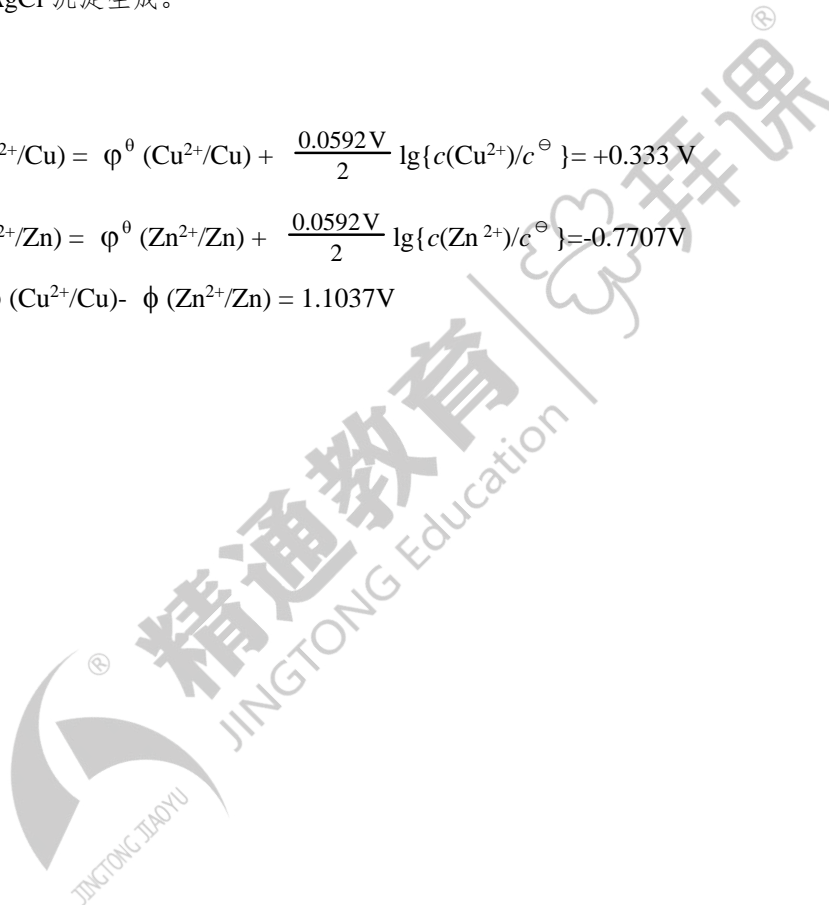 AgCl 沉淀生成。
²⁺/Cu) = φ^θ (Cu²⁺/Cu) + 0.0592V/2 lg{c(Cu²⁺)/c^⊖ }= +0.333 V
²⁺/Zn) = φ^θ (Zn²⁺/Zn) + 0.0592V/2 lg{c(Zn ²⁺)/c^⊖ }=-0.7707V
(Cu²⁺/Cu)- ϕ (Zn²⁺/Zn) = 1.1037V
®
拜课
精通教育
JINGTONG Education
®
JINGTONG JIAOYU